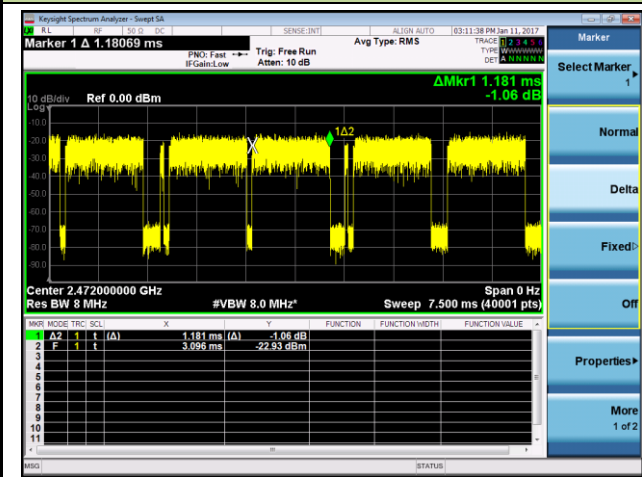 Keysight Spectrum Analyzer - Swept SA
RL RF 50 Ω DC SENSE:INT ALIGN AUTO 03:11:38 PM Jan 11, 2017
Marker 1 Δ 1.18069 ms
PNO: Fast
IFGain:Low
Trig: Free Run
Atten: 10 dB
Avg Type: RMS
TRACE 1 2 3 4 5 6
TYPE
DET A N N N N N
Marker
Select Marker
1
Normal
Delta
Fixed
Off
Properties
More
1 of 2
ΔMkr1 1.181 ms
-1.06 dB
10 dB/div Ref 0.00 dBm
Log
-10.0
-20.0
-30.0
-40.0
-50.0
-60.0
-70.0
-80.0
-90.0
1Δ2
X
Center 2.472000000 GHz Span 0 Hz
Res BW 8 MHz #VBW 8.0 MHz* Sweep 7.500 ms (40001 pts)
MKR MODE TRC SCL X Y FUNCTION FUNCTION WIDTH FUNCTION VALUE
1 Δ2 1 t (Δ) 1.181 ms (Δ) -1.06 dB
2 F 1 t 3.096 ms -22.93 dBm
3
4
5
6
7
8
9
10
11
MSG STATUS